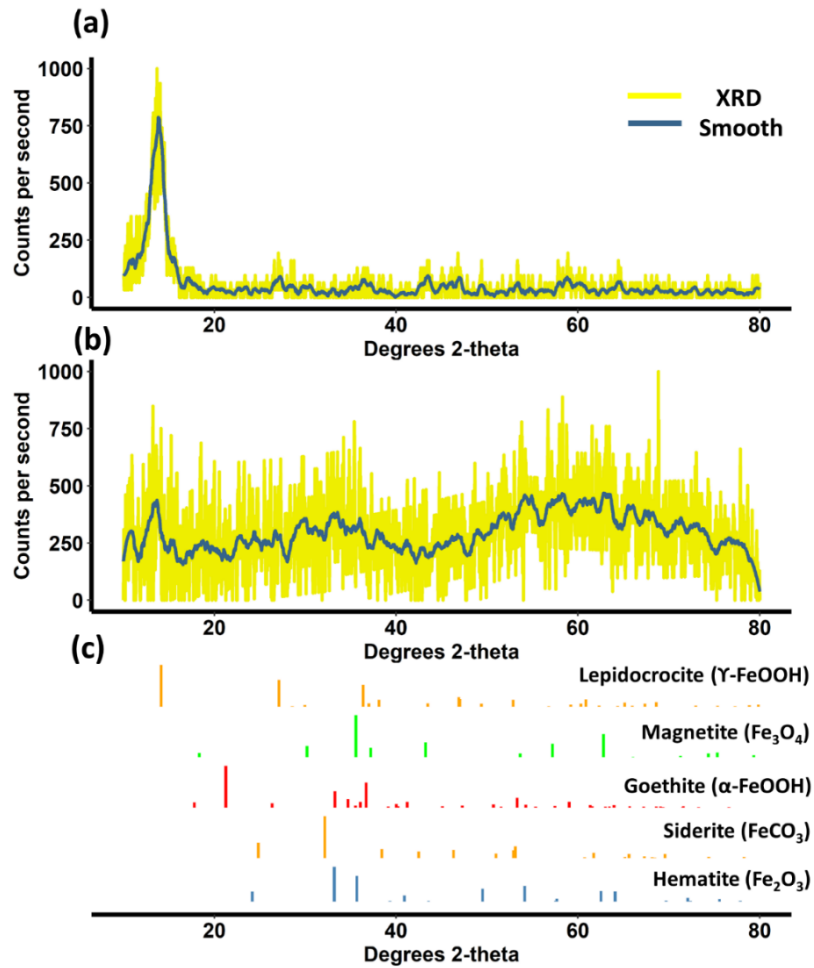 (a)
1000
750
500
250
0
Counts per second
XRD
Smooth
20 40 60 80
Degrees 2-theta
(b)
1000
750
500
250
0
Counts per second
20 40 60 80
Degrees 2-theta
(c)
Lepidocrocite (ϒ-FeOOH)
Magnetite (Fe₃O₄)
Goethite (α-FeOOH)
Siderite (FeCO₃)
Hematite (Fe₂O₃)
20 40 60 80
Degrees 2-theta